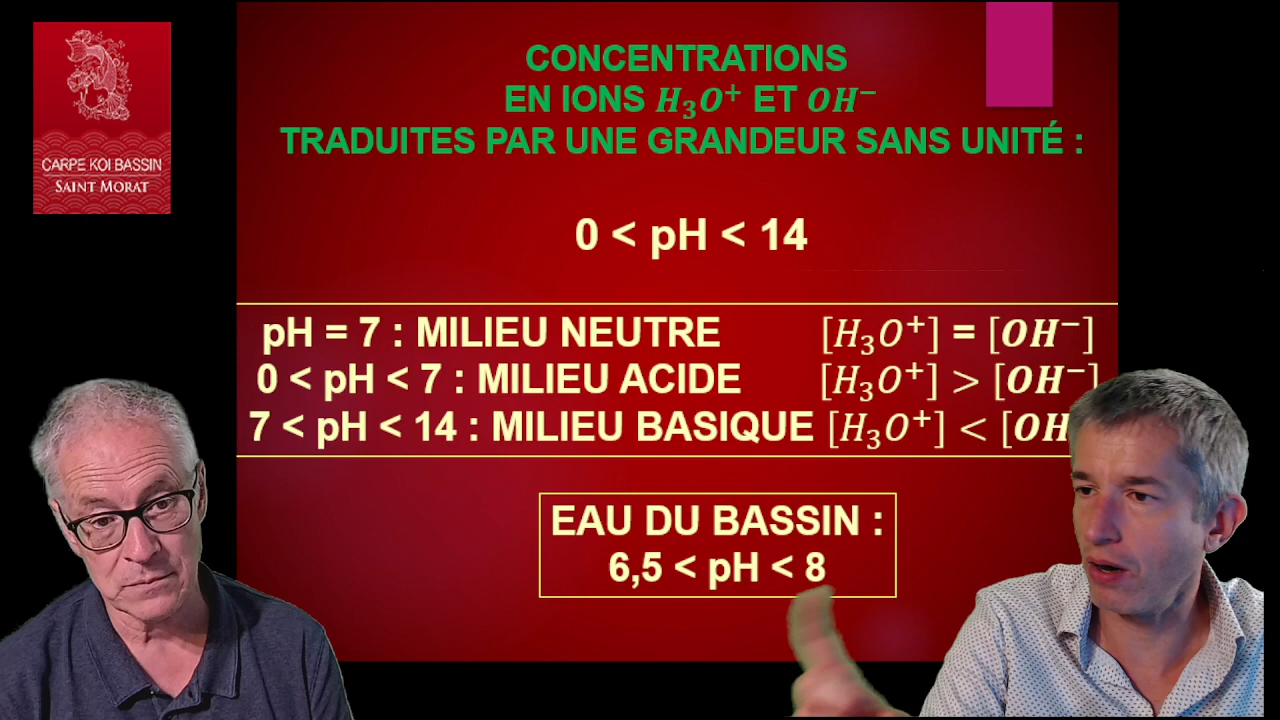 CARPE KOI BASSIN
SAINT MORAT
CONCENTRATIONS
EN IONS H₃O⁺ ET OH⁻
TRADUITES PAR UNE GRANDEUR SANS UNITÉ :
0 < pH < 14
pH = 7 : MILIEU NEUTRE [H₃O⁺] = [OH⁻]
0 < pH < 7 : MILIEU ACIDE [H₃O⁺] > [OH⁻]
7 < pH < 14 : MILIEU BASIQUE [H₃O⁺] < [OH
EAU DU BASSIN :
6,5 < pH < 8